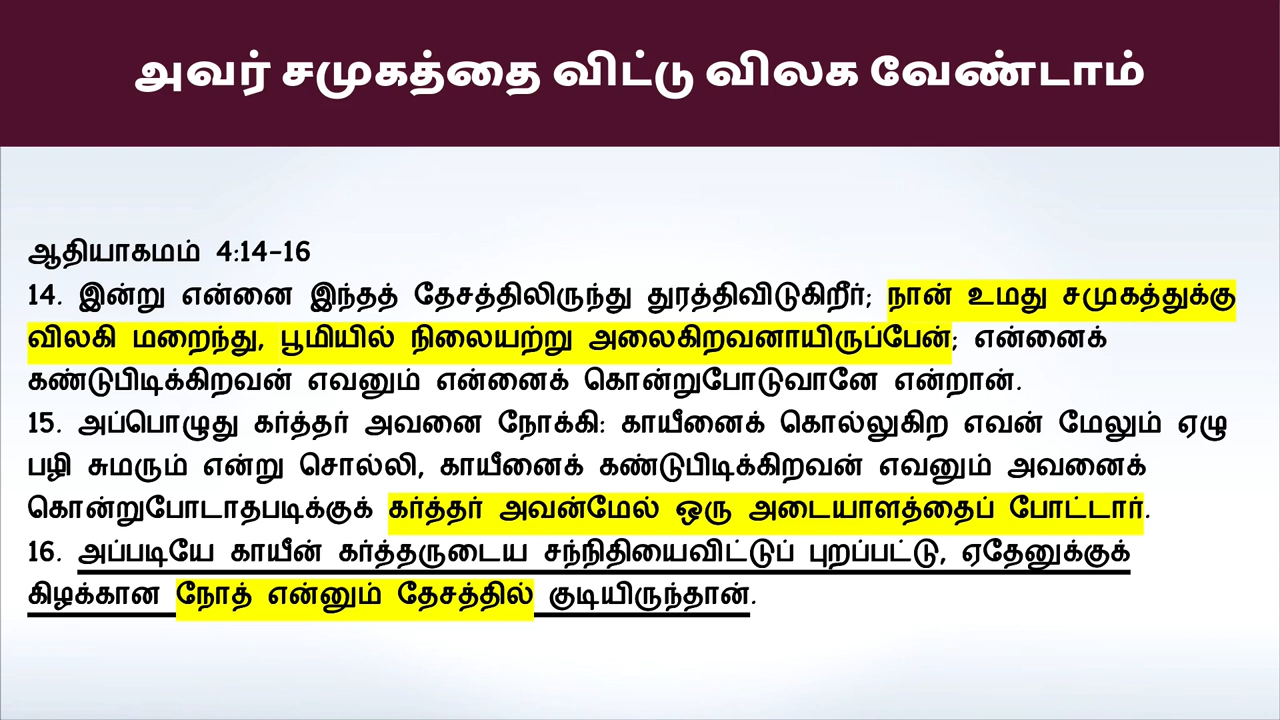 அவர் சமுகத்தை விட்டு விலக வேண்டாம்
ஆதியாகமம் 4:14-16
14. இன்று என்னை இந்தத் தேசத்திலிருந்து துரத்திவிடுகிறீர்; நான் உமது சமுகத்துக்கு
விலகி மறைந்து, பூமியில் நிலையற்று அலைகிறவனாயிருப்பேன்; என்னைக்
கண்டுபிடிக்கிறவன் எவனும் என்னைக் கொன்றுபோடுவானே என்றான்.
15. அப்பொழுது கர்த்தர் அவனை நோக்கி: காயீனைக் கொல்லுகிற எவன் மேலும் ஏழு
பழி சுமரும் என்று சொல்லி, காயீனைக் கண்டுபிடிக்கிறவன் எவனும் அவனைக்
கொன்றுபோடாதபடிக்குக் கர்த்தர் அவன்மேல் ஒரு அடையாளத்தைப் போட்டார்.
16. அப்படியே காயீன் கர்த்தருடைய சந்நிதியைவிட்டுப் புறப்பட்டு, ஏதேனுக்குக்
கிழக்கான நோத் என்னும் தேசத்தில் குடியிருந்தான்.